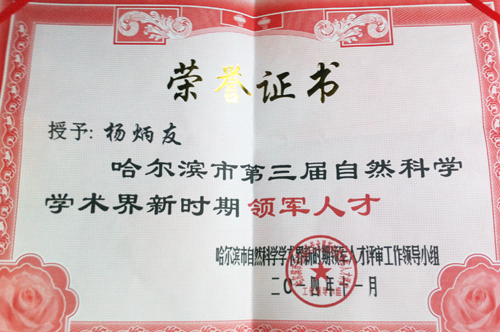 荣誉证书
授予:杨炳友
哈尔滨市第三届自然科学
学术界新时期领军人才
哈尔滨市自然科学学术界新时期领军人才评审工作领导小组
二〇一四年十一月